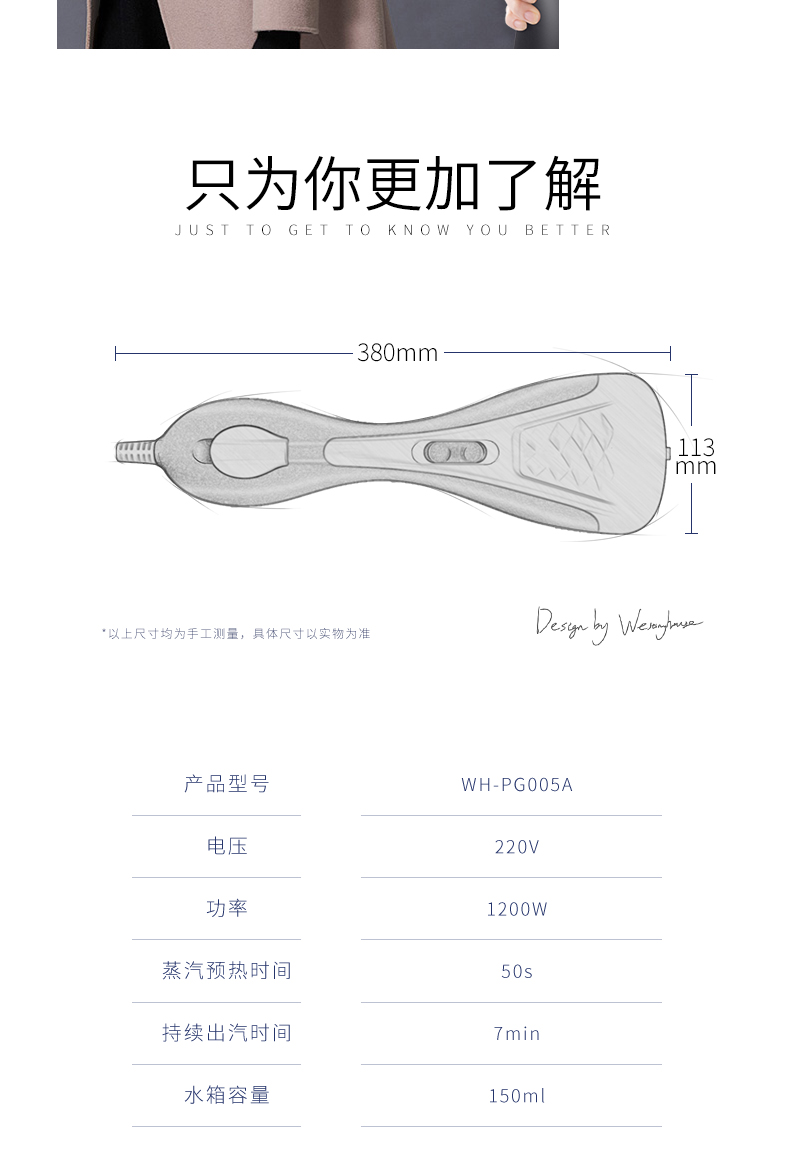 只为你更加了解
JUST TO GET TO KNOW YOU BETTER
380mm
113
mm
*以上尺寸均为手工测量，具体尺寸以实物为准
Design by Wesinghouse
产品型号 WH-PG005A
电压 220V
功率 1200W
蒸汽预热时间 50s
持续出汽时间 7min
水箱容量 150ml